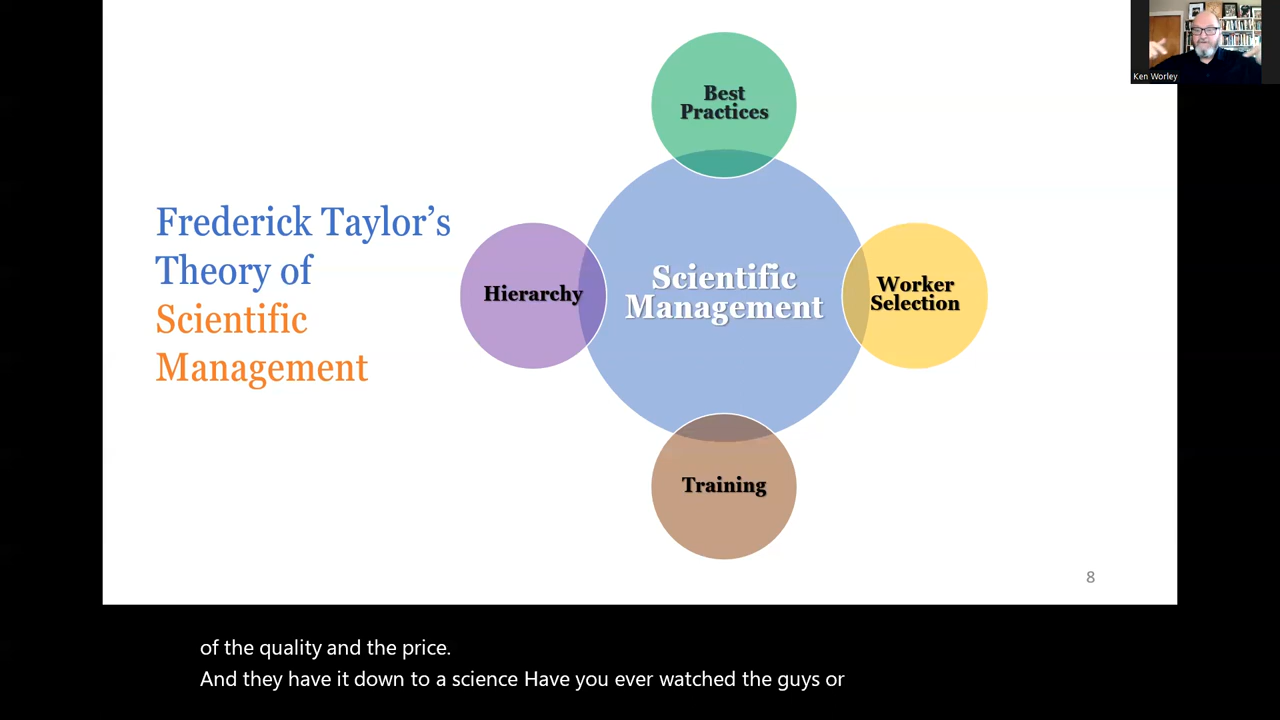 Frederick Taylor's
Theory of
Scientific
Management
Best
Practices
Hierarchy
Scientific
Management
Worker
Selection
Training
8
Ken Worley
of the quality and the price.
And they have it down to a science Have you ever watched the guys or